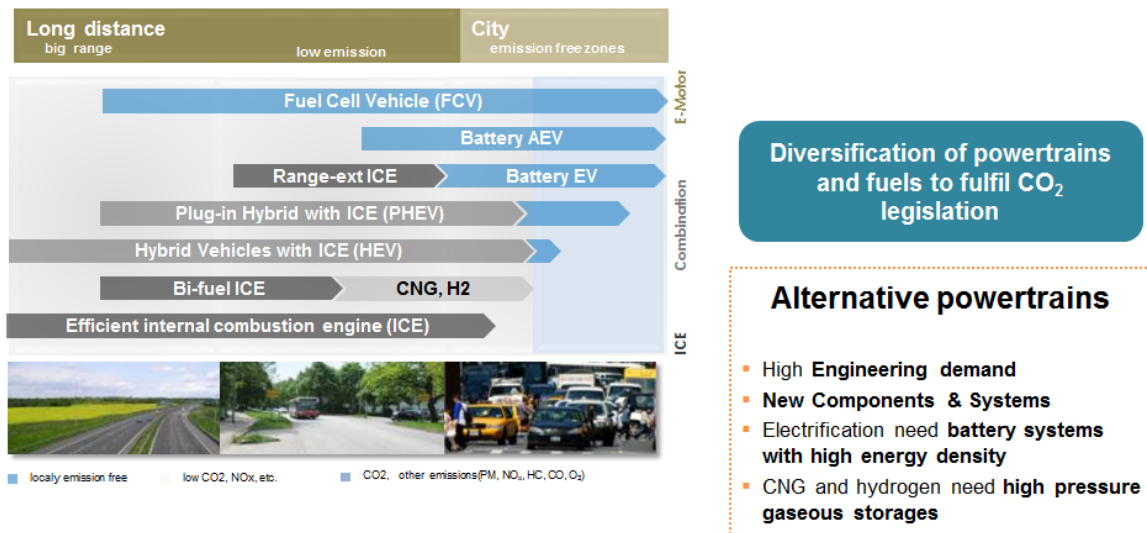 Long distance
big range
low emission
City
emission free zones
Fuel Cell Vehicle (FCV)
Battery AEV
Range-ext ICE
Battery EV
Plug-in Hybrid with ICE (PHEV)
Hybrid Vehicles with ICE (HEV)
Bi-fuel ICE
CNG, H2
Efficient internal combustion engine (ICE)
E-Motor
Combination
ICE
locally emission free
low CO2, NOx, etc.
CO2, other emissions(PM, NOₓ, HC, CO, O₃)
Diversification of powertrains
and fuels to fulfil CO₂
legislation
Alternative powertrains
▪ High Engineering demand
▪ New Components & Systems
▪ Electrification need battery systems
with high energy density
▪ CNG and hydrogen need high pressure
gaseous storages